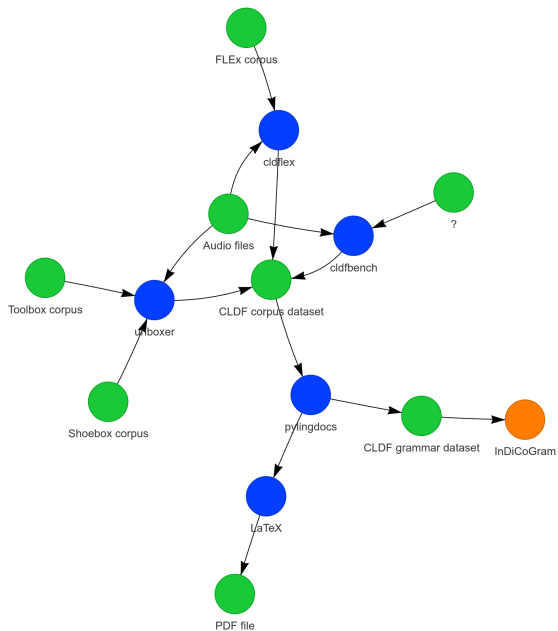 FLEx corpus
cldflex
?
Audio files
cldfbench
Toolbox corpus
CLDF corpus dataset
unboxer
Shoebox corpus
pylingdocs
CLDF grammar dataset
InDiCoGram
LaTeX
PDF file